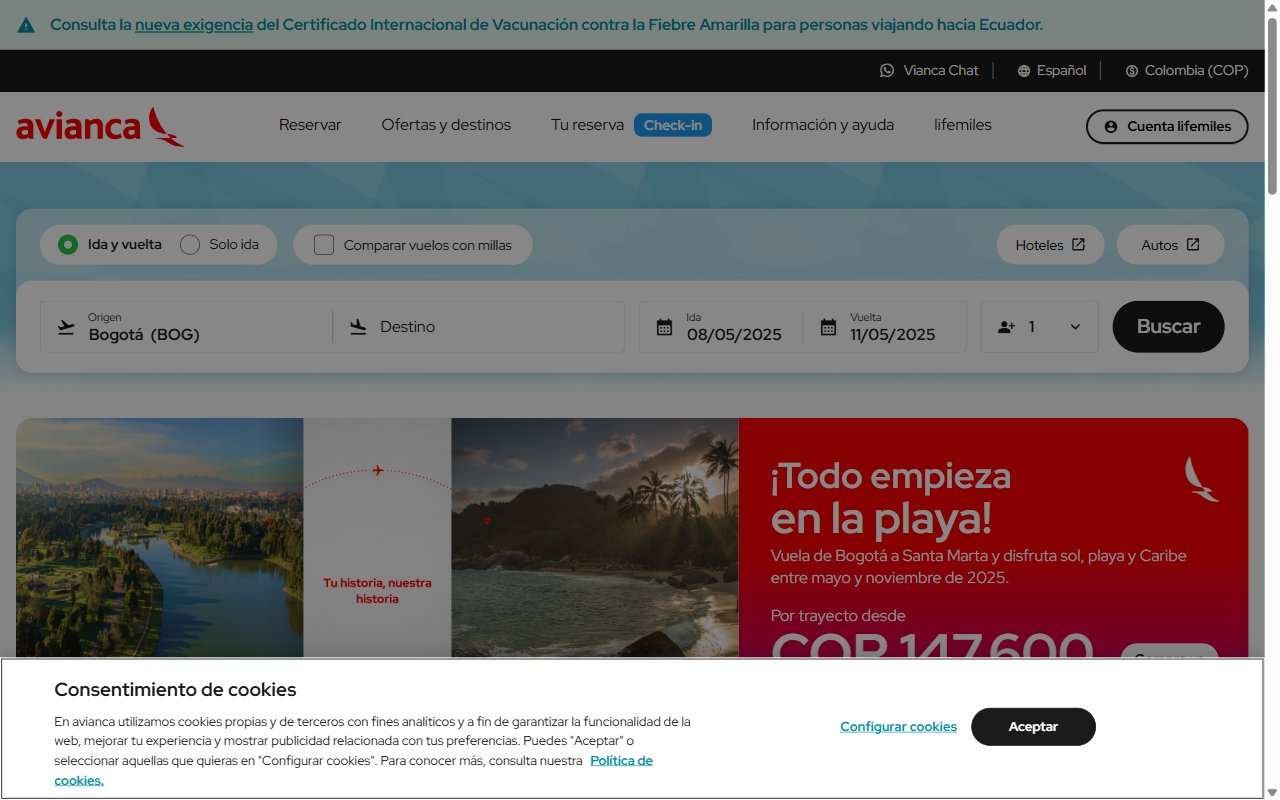 Consulta la nueva exigencia del Certificado Internacional de Vacunación contra la Fiebre Amarilla para personas viajando hacia Ecuador.
Vianca Chat
Español
Colombia (COP)
avianca
Reservar
Ofertas y destinos
Tu reserva
Check-in
Información y ayuda
lifemiles
Cuenta lifemiles
Ida y vuelta
Solo ida
Comparar vuelos con millas
Hoteles
Autos
Origen
Bogotá (BOG)
Destino
Ida
08/05/2025
Vuelta
11/05/2025
1
Buscar
Tu historia, nuestra
historia
¡Todo empieza
en la playa!
Vuela de Bogotá a Santa Marta y disfruta sol, playa y Caribe
entre mayo y noviembre de 2025.
Por trayecto desde
COP 147.600
Consentimiento de cookies
En avianca utilizamos cookies propias y de terceros con fines analíticos y a fin de garantizar la funcionalidad de la
web, mejorar tu experiencia y mostrar publicidad relacionada con tus preferencias. Puedes "Aceptar" o
seleccionar aquellas que quieras en "Configurar cookies". Para conocer más, consulta nuestra Política de
cookies.
Configurar cookies
Aceptar